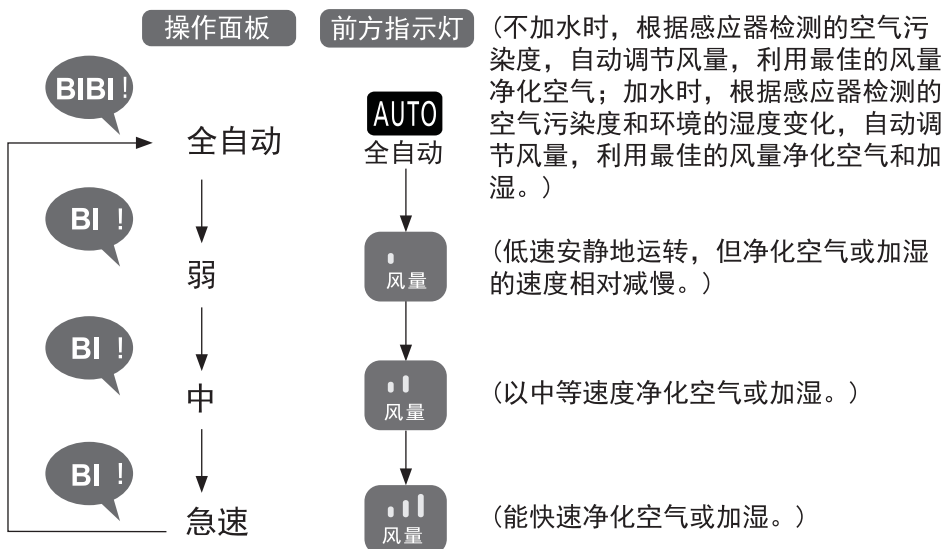 操作面板 前方指示灯
BIBI!
全自动
AUTO
全自动
(不加水时，根据感应器检测的空气污
染度，自动调节风量，利用最佳的风量
净化空气；加水时，根据感应器检测的
空气污染度和环境的湿度变化，自动调
节风量，利用最佳的风量净化空气和加
湿。)
BI !
弱
风量
(低速安静地运转，但净化空气或加湿
的速度相对减慢。)
BI !
中
风量
(以中等速度净化空气或加湿。)
BI !
急速
风量
(能快速净化空气或加湿。)